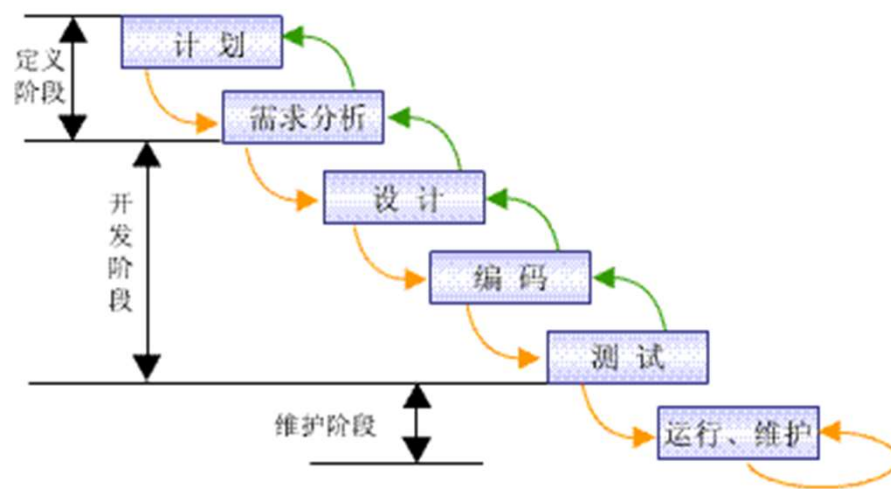 计 划
定义
阶段
需求分析
开
发
阶
段
设 计
编 码
测 试
维护阶段
运行、维护